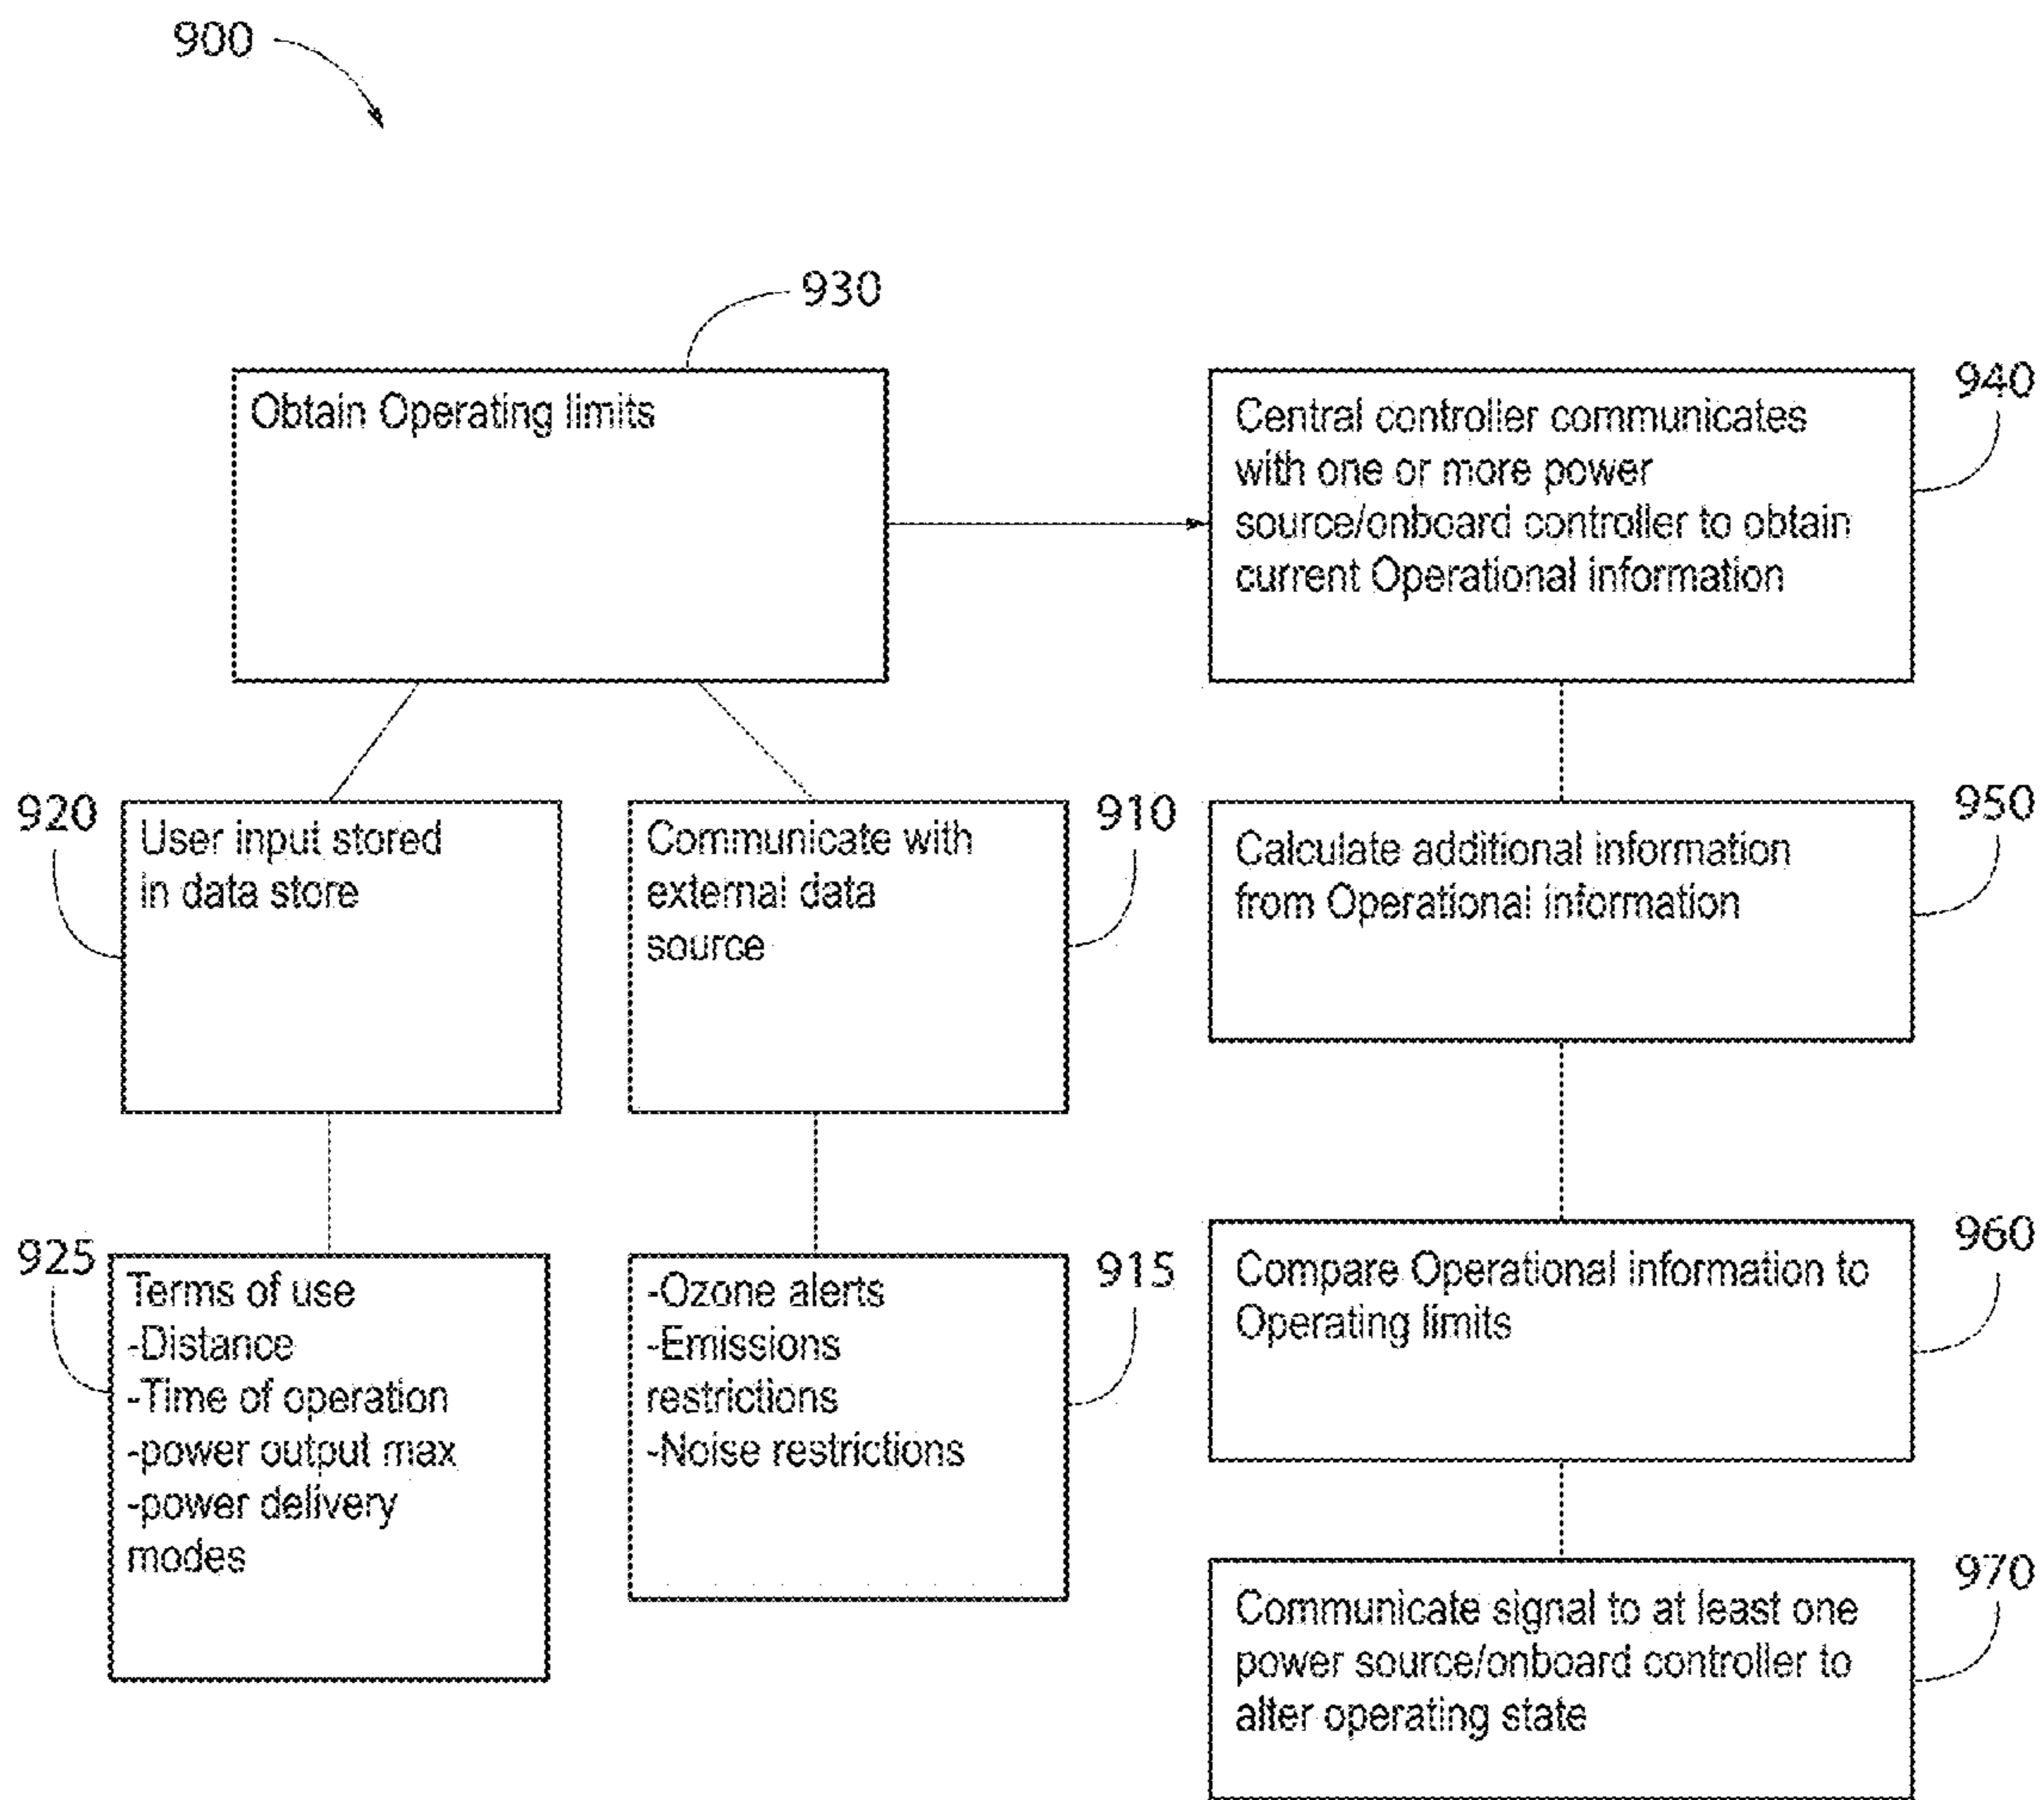 900
930
Obtain Operating limits
940
Central controller communicates
with one or more power
source/onboard controller to obtain
current Operational information
920
User input stored
in data store
910
Communicate with
external data
source
950
Calculate additional information
from Operational information
925
Terms of use
-Distance
-Time of operation
-power output max
-power delivery
modes
915
-Ozone alerts
-Emissions
restrictions
-Noise restrictions
960
Compare Operational information to
Operating limits
970
Communicate signal to at least one
power source/onboard controller to
alter operating state